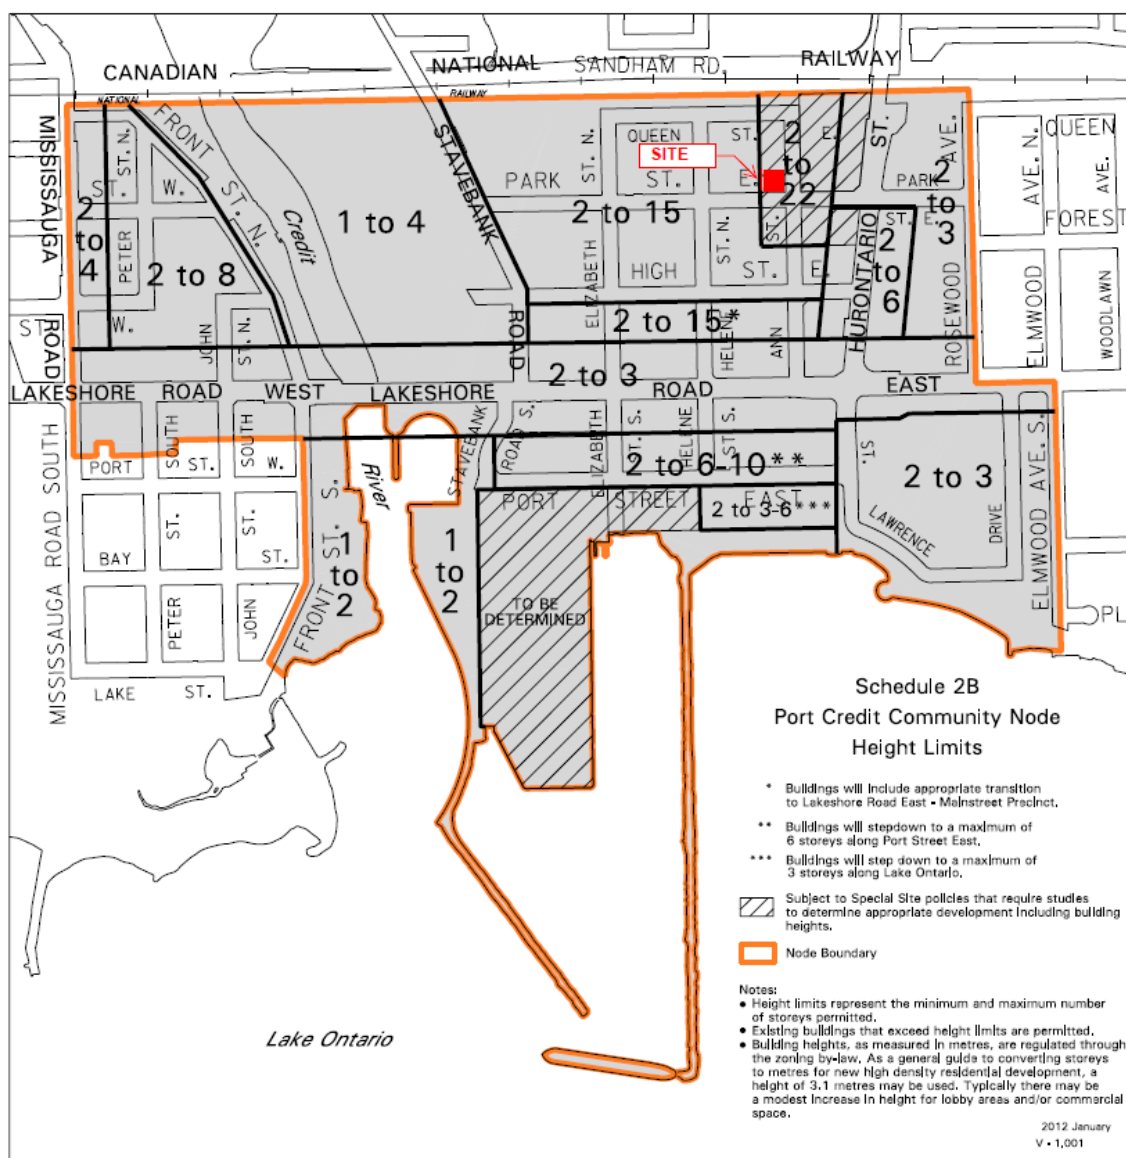 CANADIAN NATIONAL RAILWAY
SANDHAM RD.
NATIONAL RAILWAY
MISSISSAUGA ROAD
FRONT ST. N.
STAVEBANK ROAD
ST. N.
QUEEN ST. E.
QUEEN
SITE
2 to 22
ST.
AVE.
AVE. N.
AVE.
ST. W.
ST. N.
PARK ST. E.
PARK
2 to 3
2 to 4
PETER
2 to 8
Credit
1 to 4
2 to 15
ST. N.
ST.
ST. E.
FOREST
HIGH ST. E.
ELIZABETH
HURONTARIO
2 to 6
ROSEWOOD
ELMWOOD
WOODLAWN
ST. W.
JOHN
ST. N.
2 to 15*
HELENE
ANN
2 to 3
LAKESHORE ROAD WEST LAKESHORE ROAD EAST
MISSISSAUGA ROAD SOUTH
SOUTH
SOUTH
PORT ST. W.
River
STAVEBANK
ROAD S.
ELIZABETH
ST. S.
HELENE
ST. S.
2 to 6-10**
ST.
2 to 3
LAWRENCE
DRIVE
ELMWOOD AVE. S.
PORT STREET EAST
2 to 3-6***
BAY ST.
ST.
ST.
FRONT ST. S.
1 to 2
1 to 2
TO BE
DETERMINED
PETER
JOHN
PL
LAKE ST.
Schedule 2B
Port Credit Community Node
Height Limits
* Buildings will include appropriate transition
to Lakeshore Road East - Mainstreet Precinct.
** Buildings will stepdown to a maximum of
6 storeys along Port Street East.
*** Buildings will step down to a maximum of
3 storeys along Lake Ontario.
Subject to Special Site policies that require studies
to determine appropriate development including building
heights.
Node Boundary
Notes:
• Height limits represent the minimum and maximum number
of storeys permitted.
• Existing buildings that exceed height limits are permitted.
• Building heights, as measured in metres, are regulated through
the zoning by-law. As a general guide to converting storeys
to metres for new high density residential development, a
height of 3.1 metres may be used. Typically there may be
a modest increase in height for lobby areas and/or commercial
space.
Lake Ontario
2012 January
V • 1,001